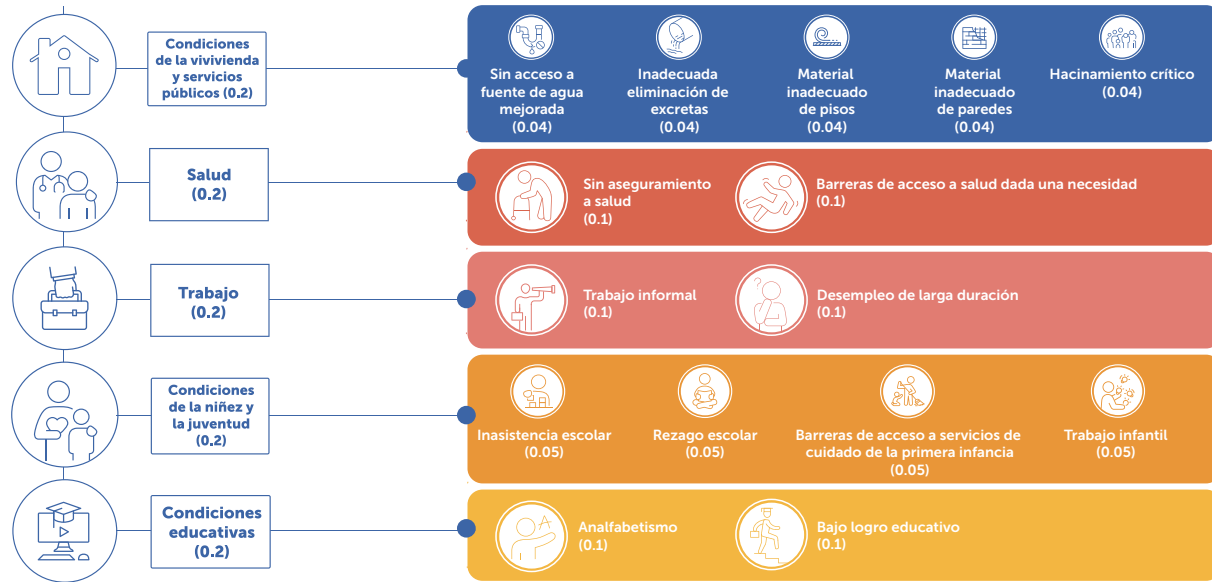 Condiciones
de la vivivienda
y servicios
públicos (0.2)
Sin acceso a
fuente de agua
mejorada
(0.04)
Inadecuada
eliminación de
excretas
(0.04)
Material
inadecuado
de pisos
(0.04)
Material
inadecuado
de paredes
(0.04)
Hacinamiento crítico
(0.04)
Salud
(0.2)
Sin aseguramiento
a salud
(0.1)
Barreras de acceso a salud dada una necesidad
(0.1)
Trabajo
(0.2)
Trabajo informal
(0.1)
?
Desempleo de larga duración
(0.1)
Condiciones
de la niñez y
la juventud
(0.2)
Inasistencia escolar
(0.05)
Rezago escolar
(0.05)
Barreras de acceso a servicios de
cuidado de la primera infancia
(0.05)
Trabajo infantil
(0.05)
Condiciones
educativas
(0.2)
A
Analfabetismo
(0.1)
Bajo logro educativo
(0.1)